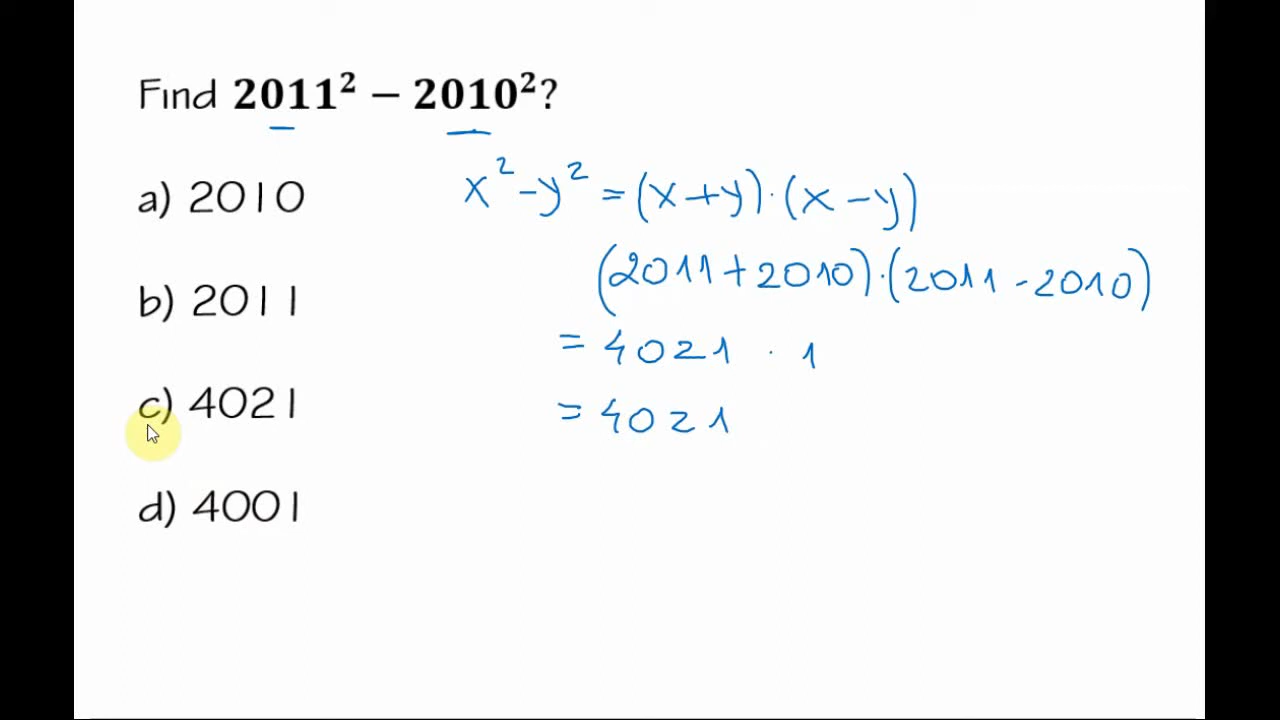 Find 2011² − 2010²?
x² - y² = (x+y)·(x-y)
a) 2010
(2011+2010)·(2011-2010)
b) 2011
= 4021 · 1
c) 4021
= 4021
d) 4001